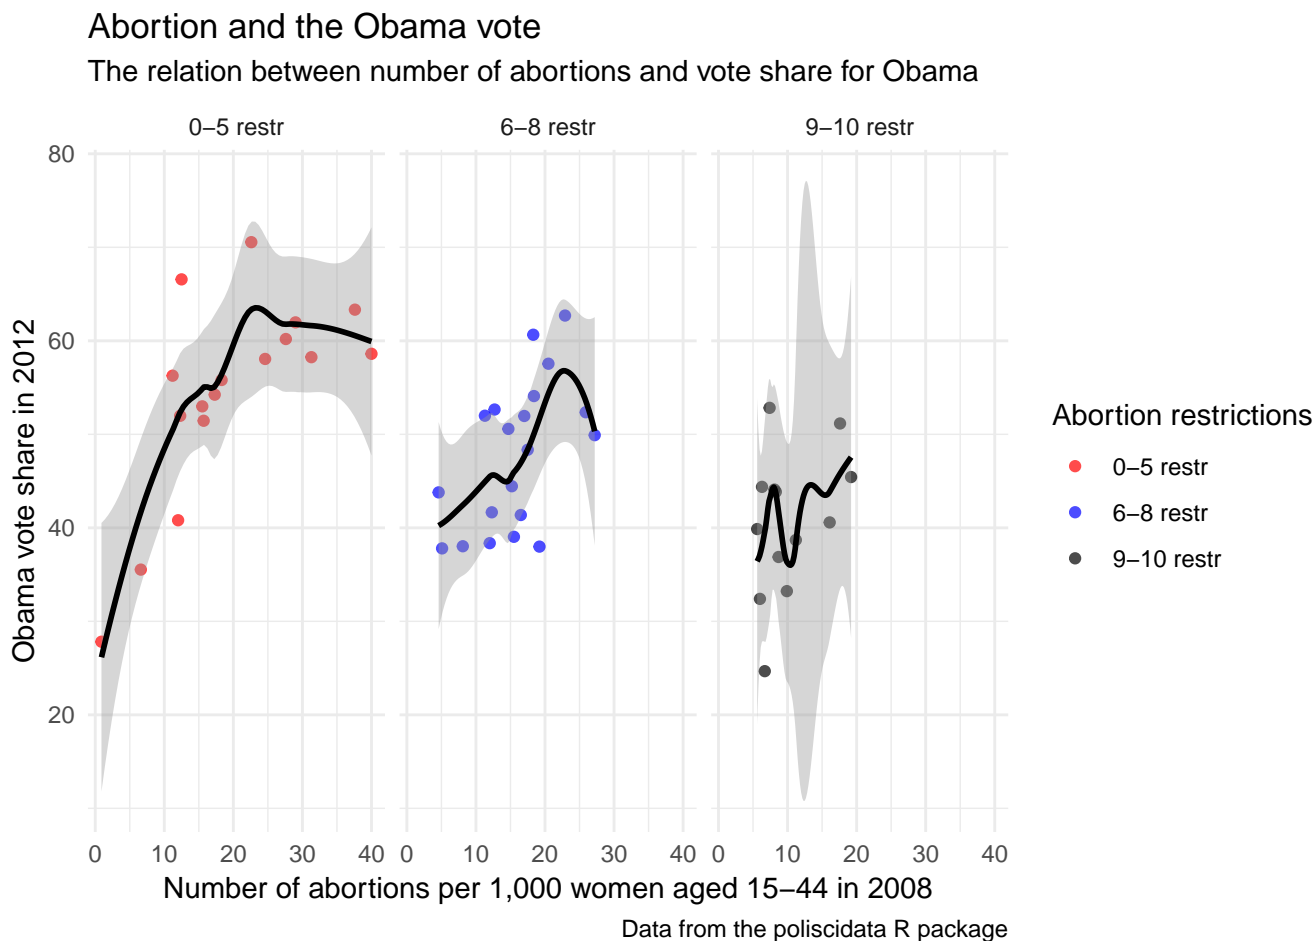 Abortion and the Obama vote
The relation between number of abortions and vote share for Obama
0−5 restr
6−8 restr
9−10 restr
80
60
40
20
Obama vote share in 2012
0 10 20 30 40
0 10 20 30 40
0 10 20 30 40
Number of abortions per 1,000 women aged 15−44 in 2008
Abortion restrictions
0−5 restr
6−8 restr
9−10 restr
Data from the poliscidata R package